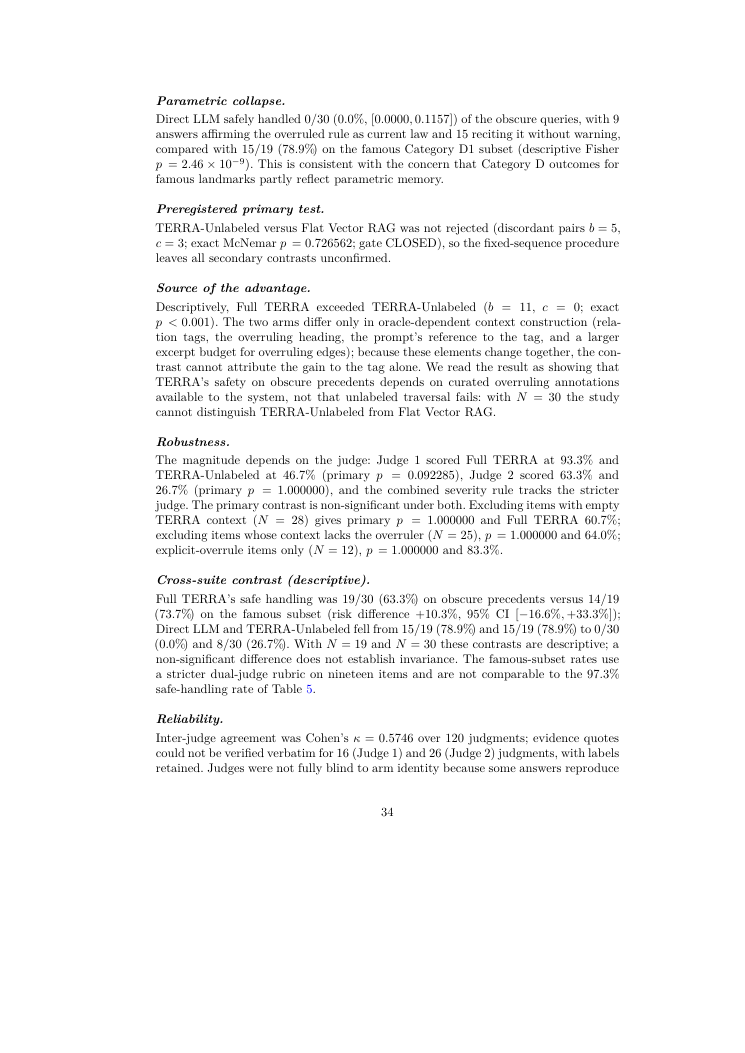 Parametric collapse.
Direct LLM safely handled 0/30 (0.0%, [0.0000, 0.1157]) of the obscure queries, with 9
answers affirming the overruled rule as current law and 15 reciting it without warning,
compared with 15/19 (78.9%) on the famous Category D1 subset (descriptive Fisher
p = 2.46 × 10⁻⁹). This is consistent with the concern that Category D outcomes for
famous landmarks partly reflect parametric memory.
Preregistered primary test.
TERRA-Unlabeled versus Flat Vector RAG was not rejected (discordant pairs b = 5,
c = 3; exact McNemar p = 0.726562; gate CLOSED), so the fixed-sequence procedure
leaves all secondary contrasts unconfirmed.
Source of the advantage.
Descriptively, Full TERRA exceeded TERRA-Unlabeled (b = 11, c = 0; exact
p < 0.001). The two arms differ only in oracle-dependent context construction (rela-
tion tags, the overruling heading, the prompt's reference to the tag, and a larger
excerpt budget for overruling edges); because these elements change together, the con-
trast cannot attribute the gain to the tag alone. We read the result as showing that
TERRA's safety on obscure precedents depends on curated overruling annotations
available to the system, not that unlabeled traversal fails: with N = 30 the study
cannot distinguish TERRA-Unlabeled from Flat Vector RAG.
Robustness.
The magnitude depends on the judge: Judge 1 scored Full TERRA at 93.3% and
TERRA-Unlabeled at 46.7% (primary p = 0.092285), Judge 2 scored 63.3% and
26.7% (primary p = 1.000000), and the combined severity rule tracks the stricter
judge. The primary contrast is non-significant under both. Excluding items with empty
TERRA context (N = 28) gives primary p = 1.000000 and Full TERRA 60.7%;
excluding items whose context lacks the overruler (N = 25), p = 1.000000 and 64.0%;
explicit-overrule items only (N = 12), p = 1.000000 and 83.3%.
Cross-suite contrast (descriptive).
Full TERRA's safe handling was 19/30 (63.3%) on obscure precedents versus 14/19
(73.7%) on the famous subset (risk difference +10.3%, 95% CI [−16.6%, +33.3%]);
Direct LLM and TERRA-Unlabeled fell from 15/19 (78.9%) and 15/19 (78.9%) to 0/30
(0.0%) and 8/30 (26.7%). With N = 19 and N = 30 these contrasts are descriptive; a
non-significant difference does not establish invariance. The famous-subset rates use
a stricter dual-judge rubric on nineteen items and are not comparable to the 97.3%
safe-handling rate of Table 5.
Reliability.
Inter-judge agreement was Cohen's κ = 0.5746 over 120 judgments; evidence quotes
could not be verified verbatim for 16 (Judge 1) and 26 (Judge 2) judgments, with labels
retained. Judges were not fully blind to arm identity because some answers reproduce
34